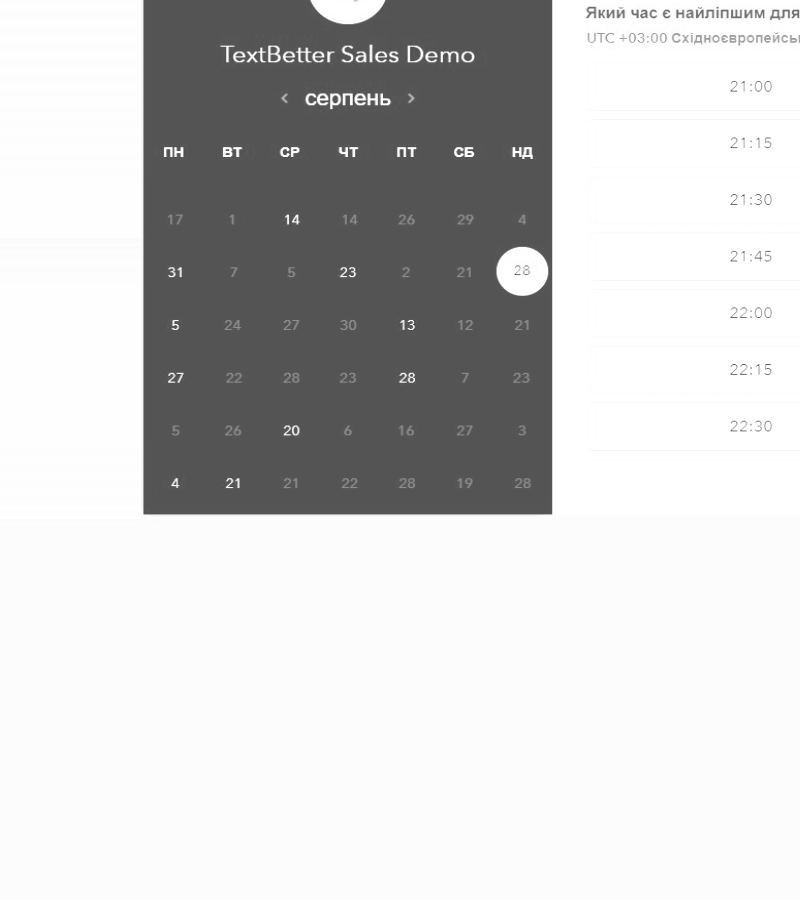 TextBetter Sales Demo
‹ серпень ›
ПН ВТ СР ЧТ ПТ СБ НД
17 1 14 14 26 29 4
31 7 5 23 2 21 28
5 24 27 30 13 12 21
27 22 28 23 28 7 23
5 26 20 6 16 27 3
4 21 21 22 28 19 28
Який час є найліпшим для
UTC +03:00
21:00
21:15
21:30
21:45
22:00
22:15
22:30